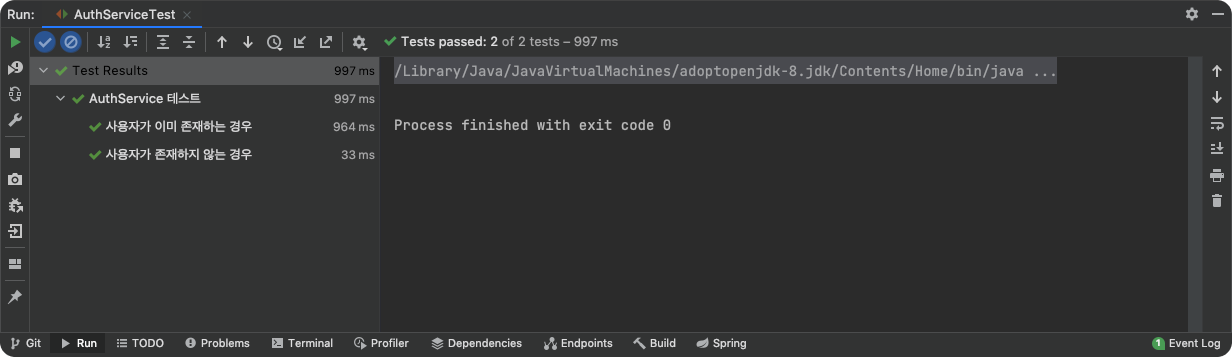 Run: AuthServiceTest
Tests passed: 2 of 2 tests – 997 ms
Test Results 997 ms
AuthService 테스트 997 ms
사용자가 이미 존재하는 경우 964 ms
사용자가 존재하지 않는 경우 33 ms
/Library/Java/JavaVirtualMachines/adoptopenjdk-8.jdk/Contents/Home/bin/java ...
Process finished with exit code 0
Git Run TODO Problems Terminal Profiler Dependencies Endpoints Build Spring 1 Event Log